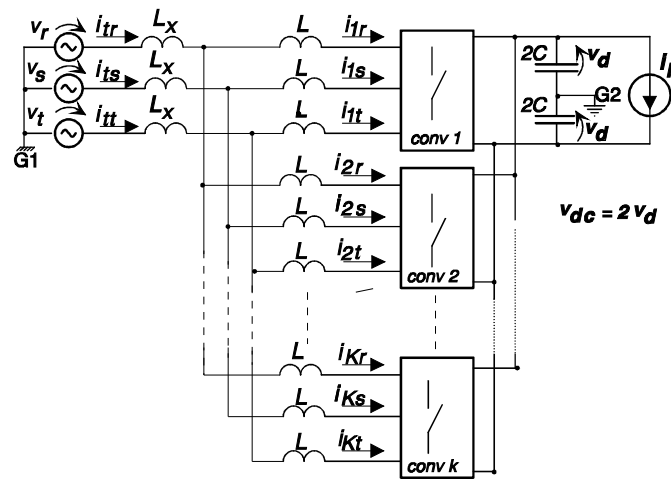 v_r i_tr L_X L i_1r
v_s i_ts L_X L i_1s 2C v_d
v_t i_tt L_X L i_1t 2C G2 I_l
G1 conv 1 v_d
L i_2r
L i_2s v_dc = 2 v_d
L i_2t conv 2
L i_Kr
L i_Ks
L i_Kt conv k